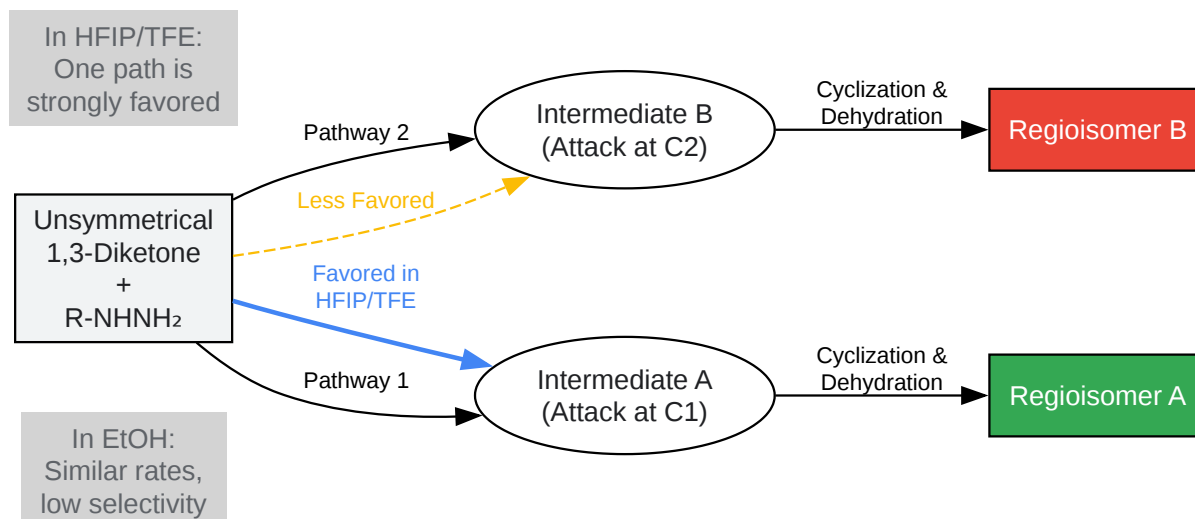 In HFIP/TFE:
One path is
strongly favored
Pathway 2
Less Favored
Unsymmetrical
1,3-Diketone
+
R-NHNH₂
Favored in
HFIP/TFE
Pathway 1
In EtOH:
Similar rates,
low selectivity
Intermediate B
(Attack at C2)
Cyclization &
Dehydration
Regioisomer B
Intermediate A
(Attack at C1)
Cyclization &
Dehydration
Regioisomer A